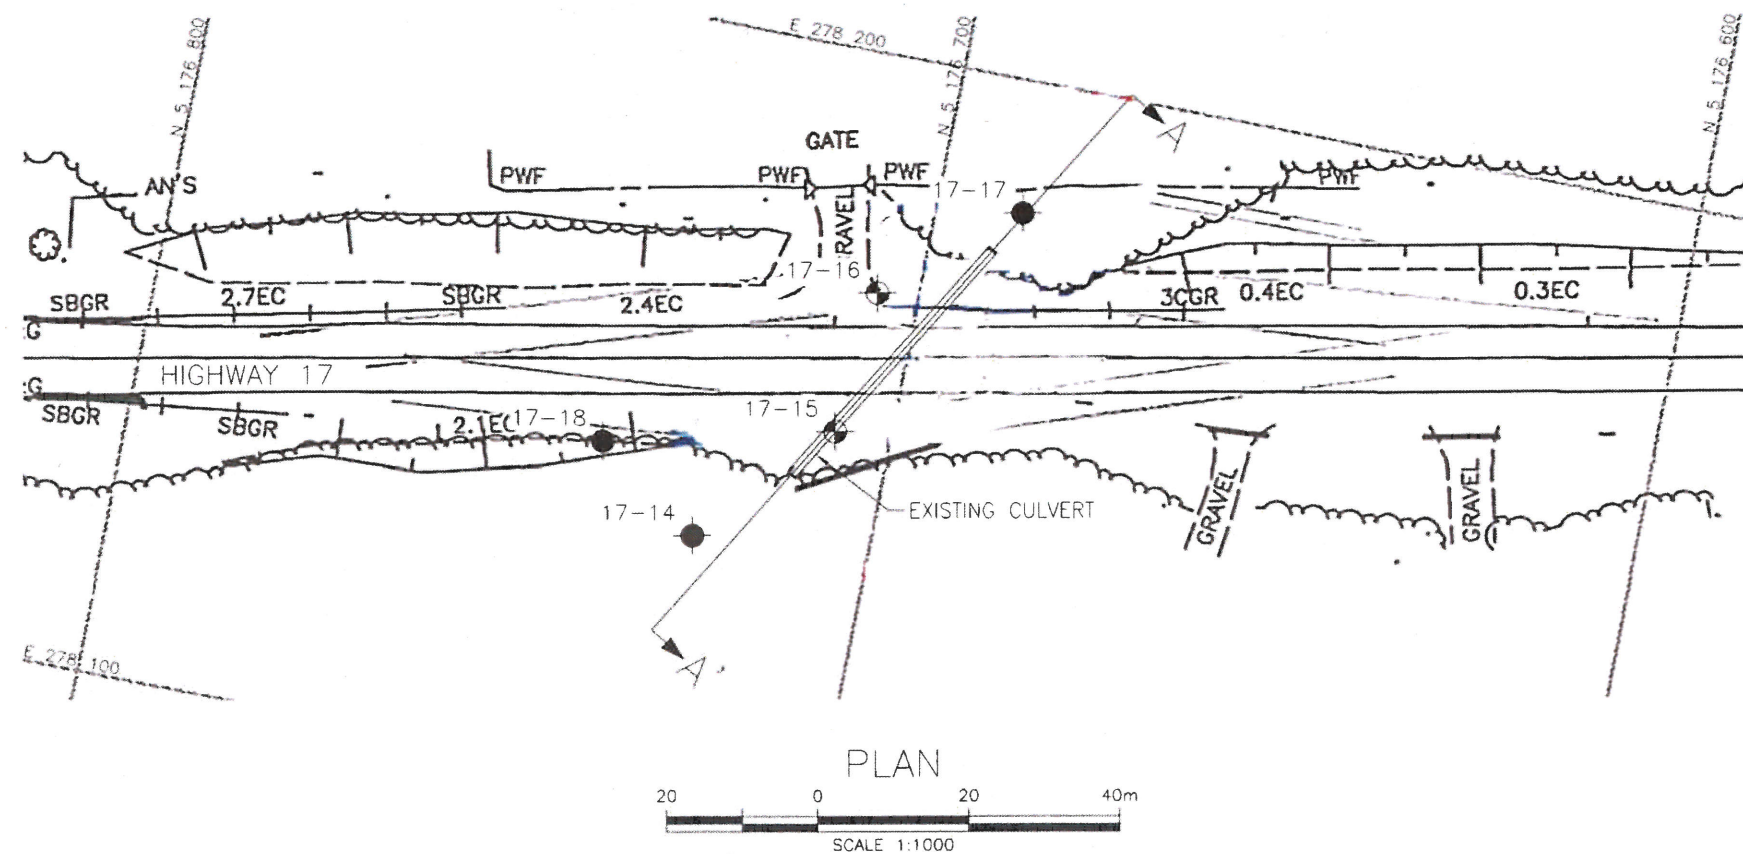 N 5 176 800
E 278 200
N 5 176 700
N 5 176 600
GATE
A
AN'S
PWF
PWF
PWF
17-17
PWF
RAVEL
17-16
SBGR
2.7EC
SBGR
2.4EC
3CGR
0.4EC
0.3EC
G
HIGHWAY 17
G
SBGR
SBGR
2.1EC
17-18
17-15
17-14
EXISTING CULVERT
GRAVEL
GRAVEL
E 278 100
A'
PLAN
20 0 20 40m
SCALE 1:1000